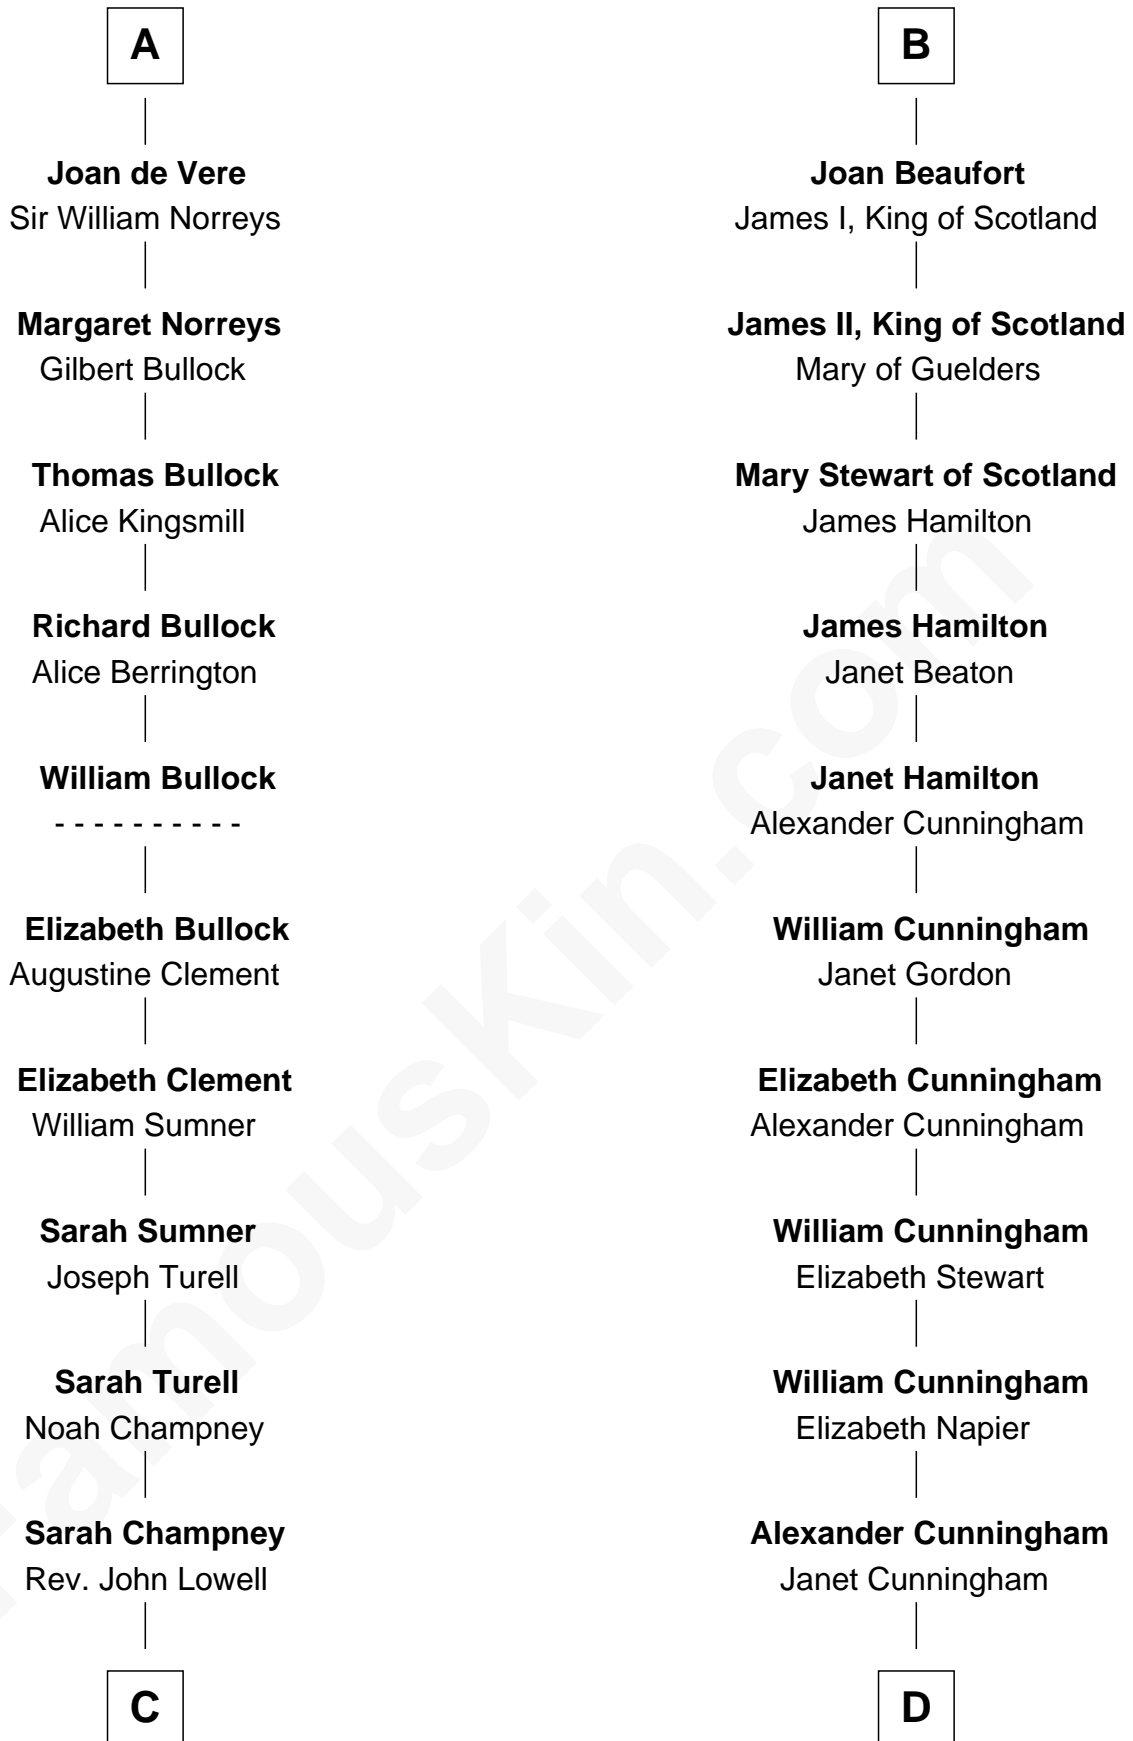 A
Joan de Vere
Sir William Norreys
Margaret Norreys
Gilbert Bullock
Thomas Bullock
Alice Kingsmill
Richard Bullock
Alice Berrington
William Bullock
- - - - - - - - - -
Elizabeth Bullock
Augustine Clement
Elizabeth Clement
William Sumner
Sarah Sumner
Joseph Turell
Sarah Turell
Noah Champney
Sarah Champney
Rev. John Lowell
C
B
Joan Beaufort
James I, King of Scotland
James II, King of Scotland
Mary of Guelders
Mary Stewart of Scotland
James Hamilton
James Hamilton
Janet Beaton
Janet Hamilton
Alexander Cunningham
William Cunningham
Janet Gordon
Elizabeth Cunningham
Alexander Cunningham
William Cunningham
Elizabeth Stewart
William Cunningham
Elizabeth Napier
Alexander Cunningham
Janet Cunningham
D
FamousKin.com